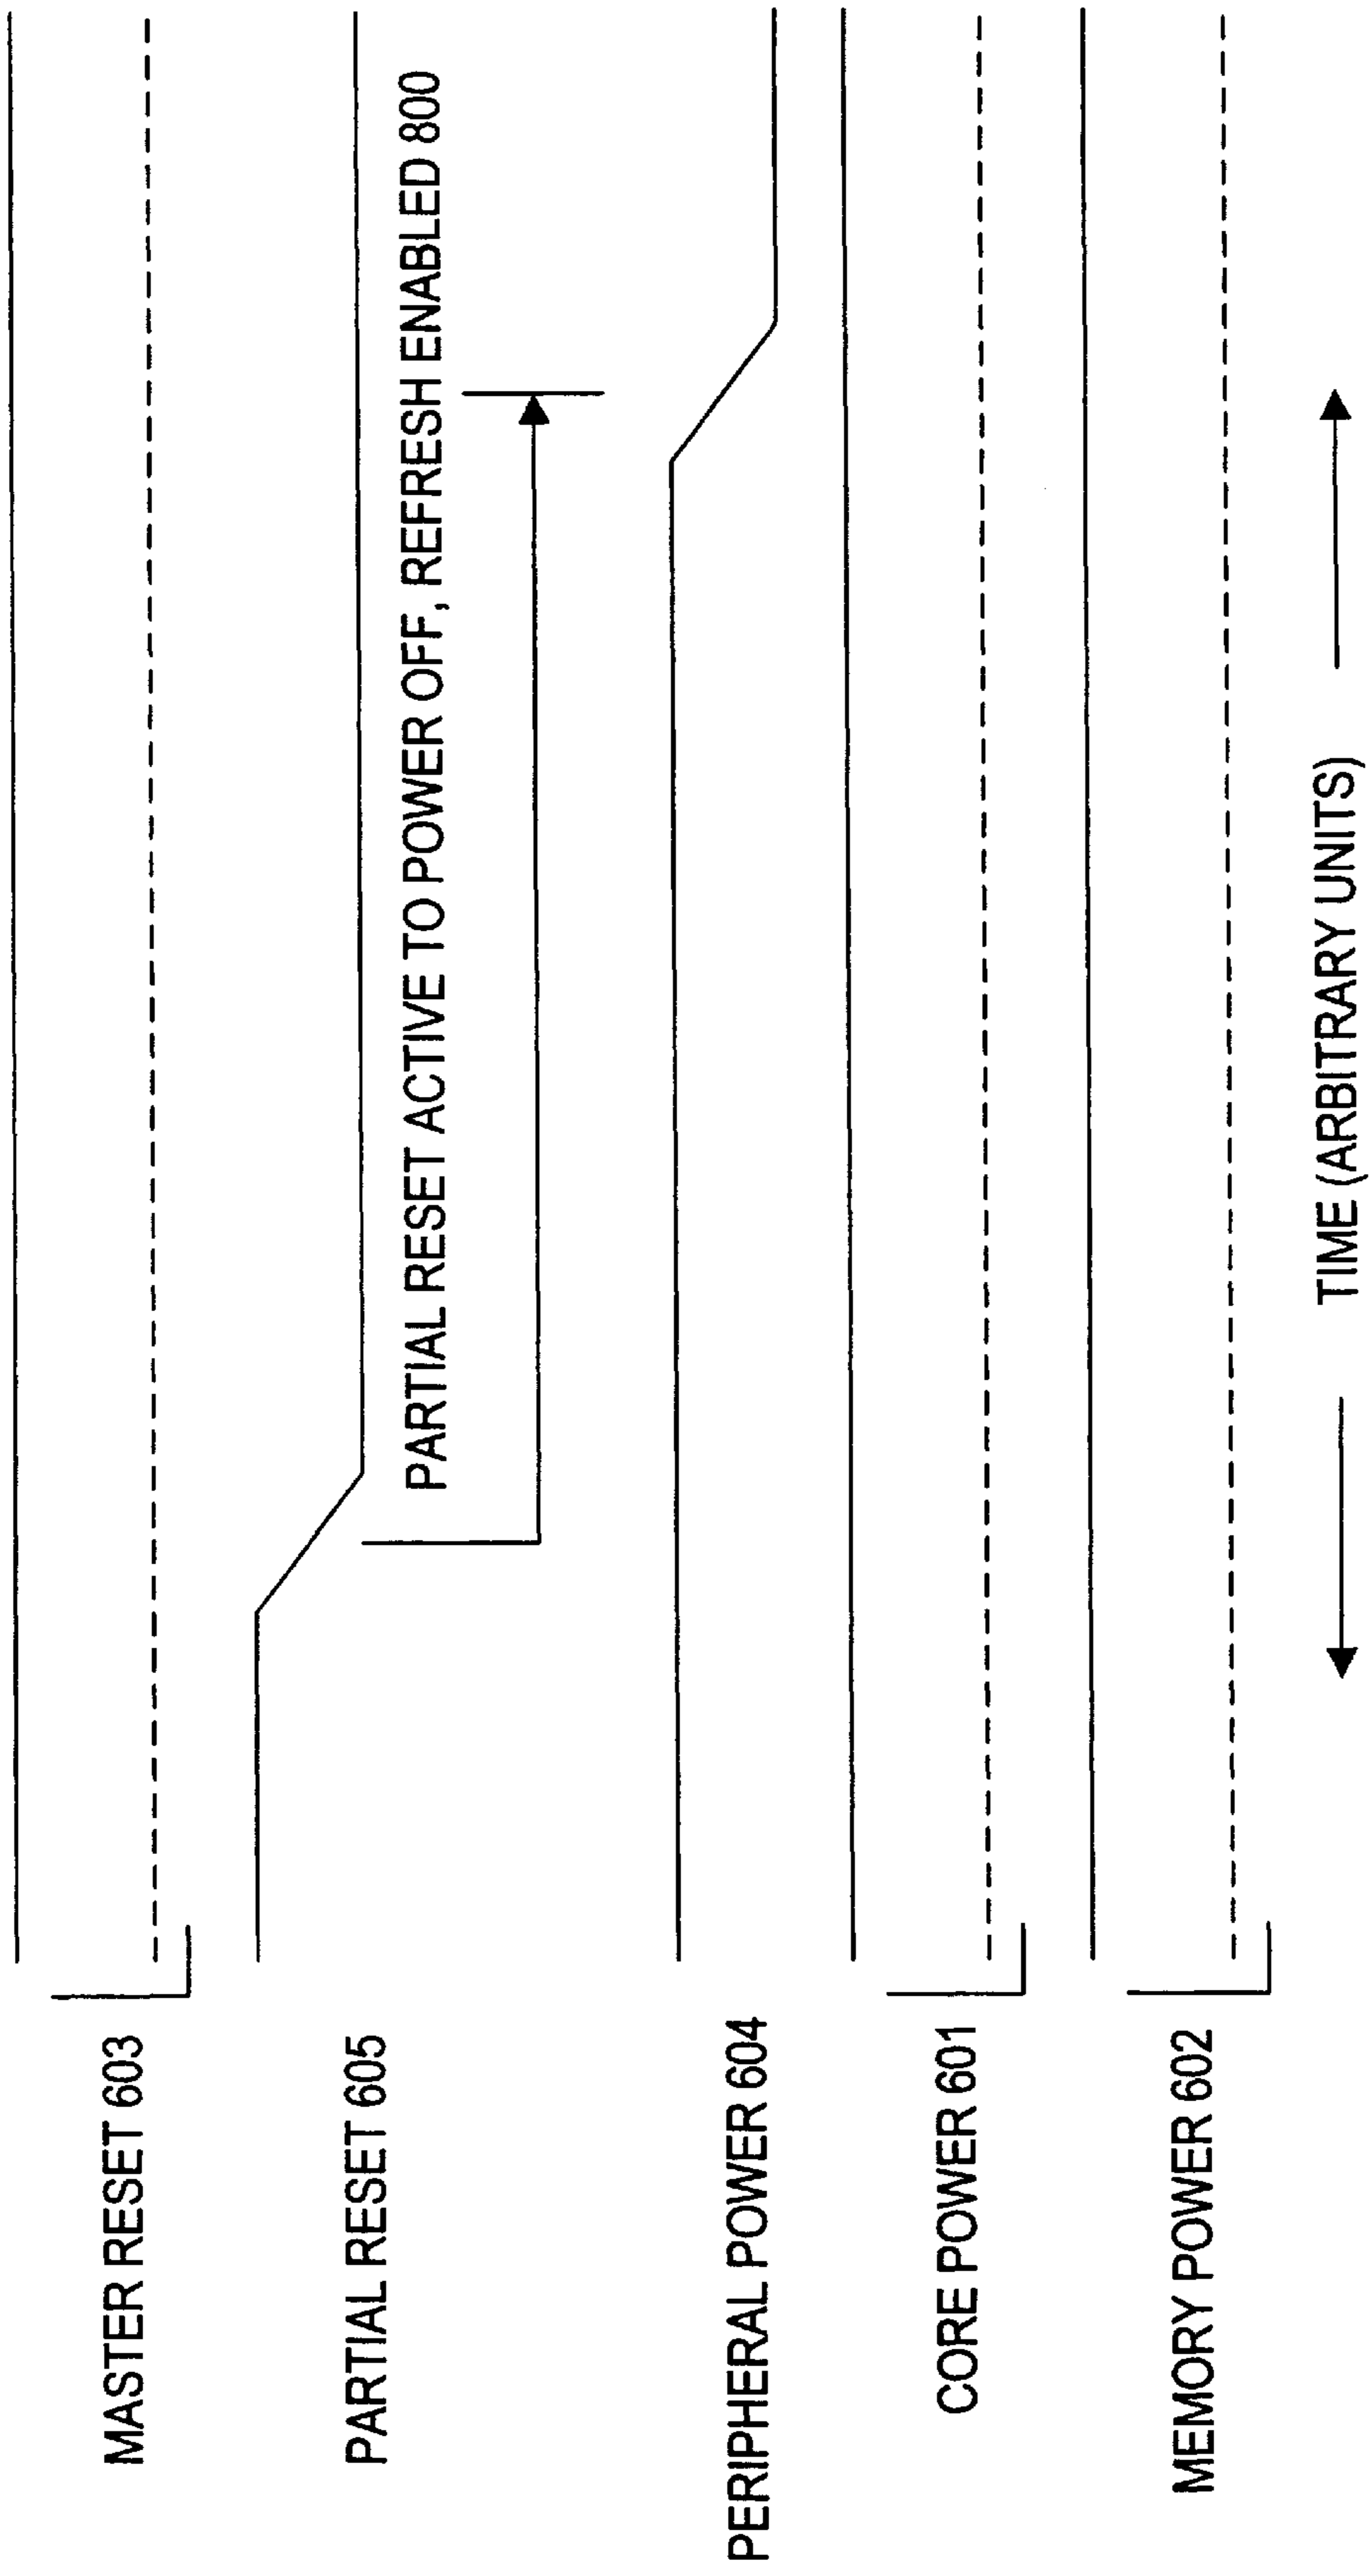 MASTER RESET 603
PARTIAL RESET 605
PARTIAL RESET ACTIVE TO POWER OFF, REFRESH ENABLED 800
PERIPHERAL POWER 604
CORE POWER 601
MEMORY POWER 602
TIME (ARBITRARY UNITS)